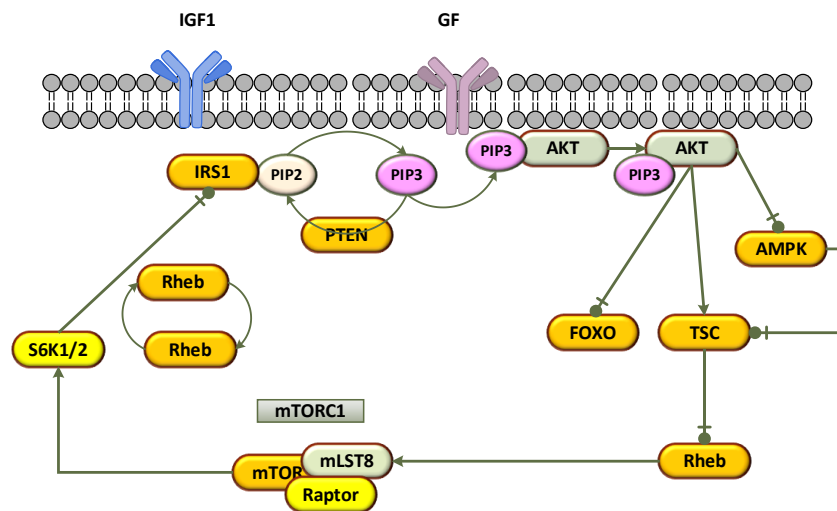 IGF1
GF
PIP3
AKT
AKT
IRS1
PIP2
PIP3
PIP3
PTEN
AMPK
Rheb
FOXO
TSC
S6K1/2
Rheb
mTORC1
mTOR
mLST8
Rheb
Raptor